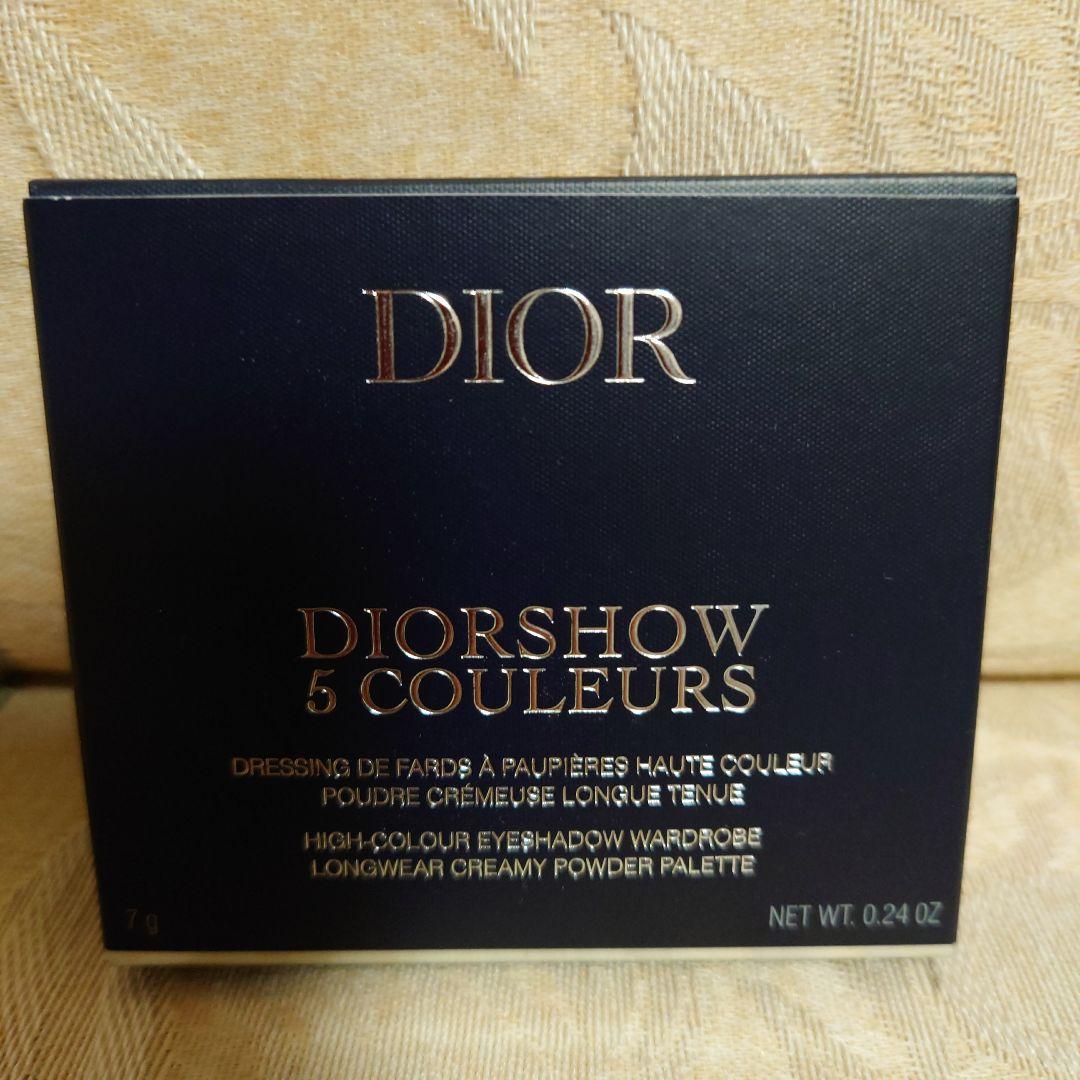 DIOR
DIORSHOW
5 COULEURS
DRESSING DE FARDS À PAUPIÈRES HAUTE COULEUR
POUDRE CRÉMEUSE LONGUE TENUE
HIGH-COLOUR EYESHADOW WARDROBE
LONGWEAR CREAMY POWDER PALETTE
7 g NET WT. 0.24 OZ